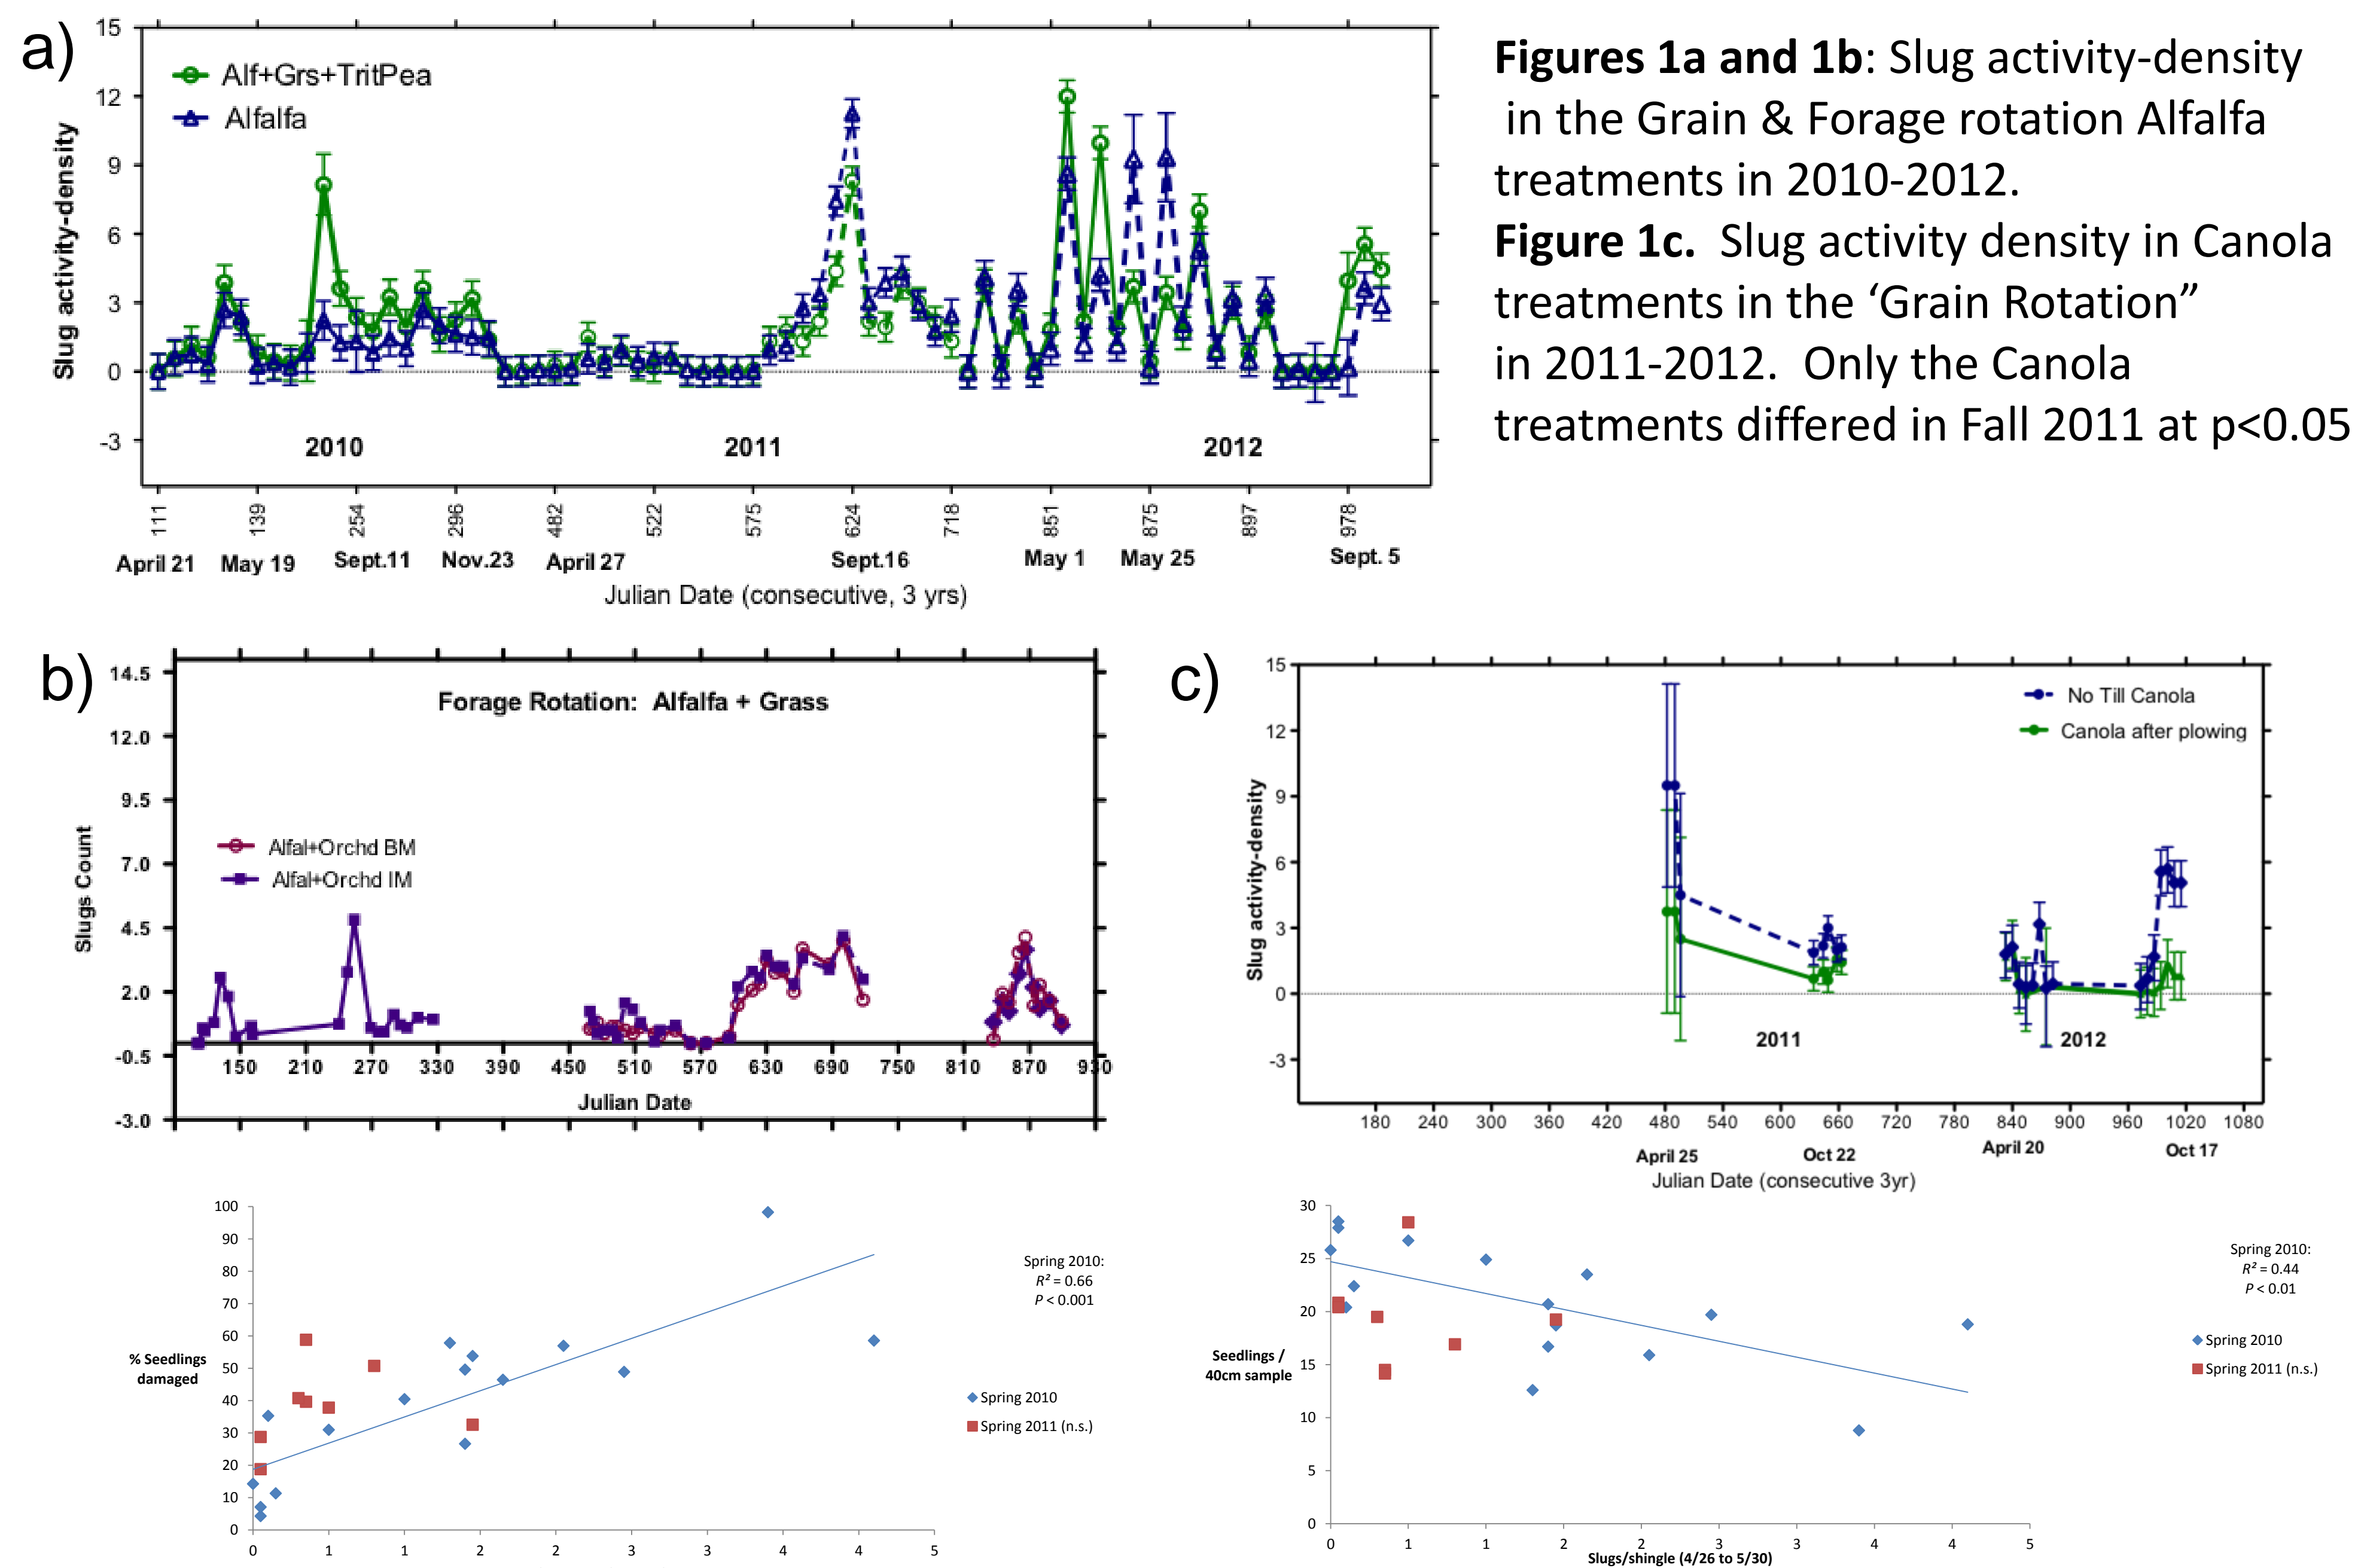 a)
15
12
9
6
3
0
-3
Slug activity-density
Alf+Grs+TritPea
Alfalfa
2010
2011
2012
111
139
254
296
482
522
575
624
718
851
875
897
978
April 21
May 19
Sept.11
Nov.23
April 27
Sept.16
May 1
May 25
Sept. 5
Julian Date (consecutive, 3 yrs)
Figures 1a and 1b: Slug activity-density
in the Grain & Forage rotation Alfalfa
treatments in 2010-2012.
Figure 1c. Slug activity density in Canola
treatments in the ‘Grain Rotation”
in 2011-2012. Only the Canola
treatments differed in Fall 2011 at p<0.05
b)
14.5
12.0
9.5
7.0
4.5
2.0
-0.5
-3.0
Slugs Count
Forage Rotation: Alfalfa + Grass
Alfal+Orchd BM
Alfal+Orchd IM
150
210
270
330
390
450
510
570
630
690
750
810
870
930
Julian Date
c)
15
12
9
6
3
0
-3
Slug activity-density
No Till Canola
Canola after plowing
2011
2012
180
240
300
360
420
480
540
600
660
720
780
840
900
960
1020
1080
April 25
Oct 22
April 20
Oct 17
Julian Date (consecutive 3yr)
100
90
80
70
60
50
40
30
20
10
0
% Seedlings
damaged
Spring 2010:
R² = 0.66
P < 0.001
Spring 2010
Spring 2011 (n.s.)
0
1
1
2
2
3
3
4
4
5
30
25
20
15
10
5
0
Seedlings /
40cm sample
Spring 2010:
R² = 0.44
P < 0.01
Spring 2010
Spring 2011 (n.s.)
0
1
1
2
2
3
3
4
4
5
Slugs/shingle (4/26 to 5/30)